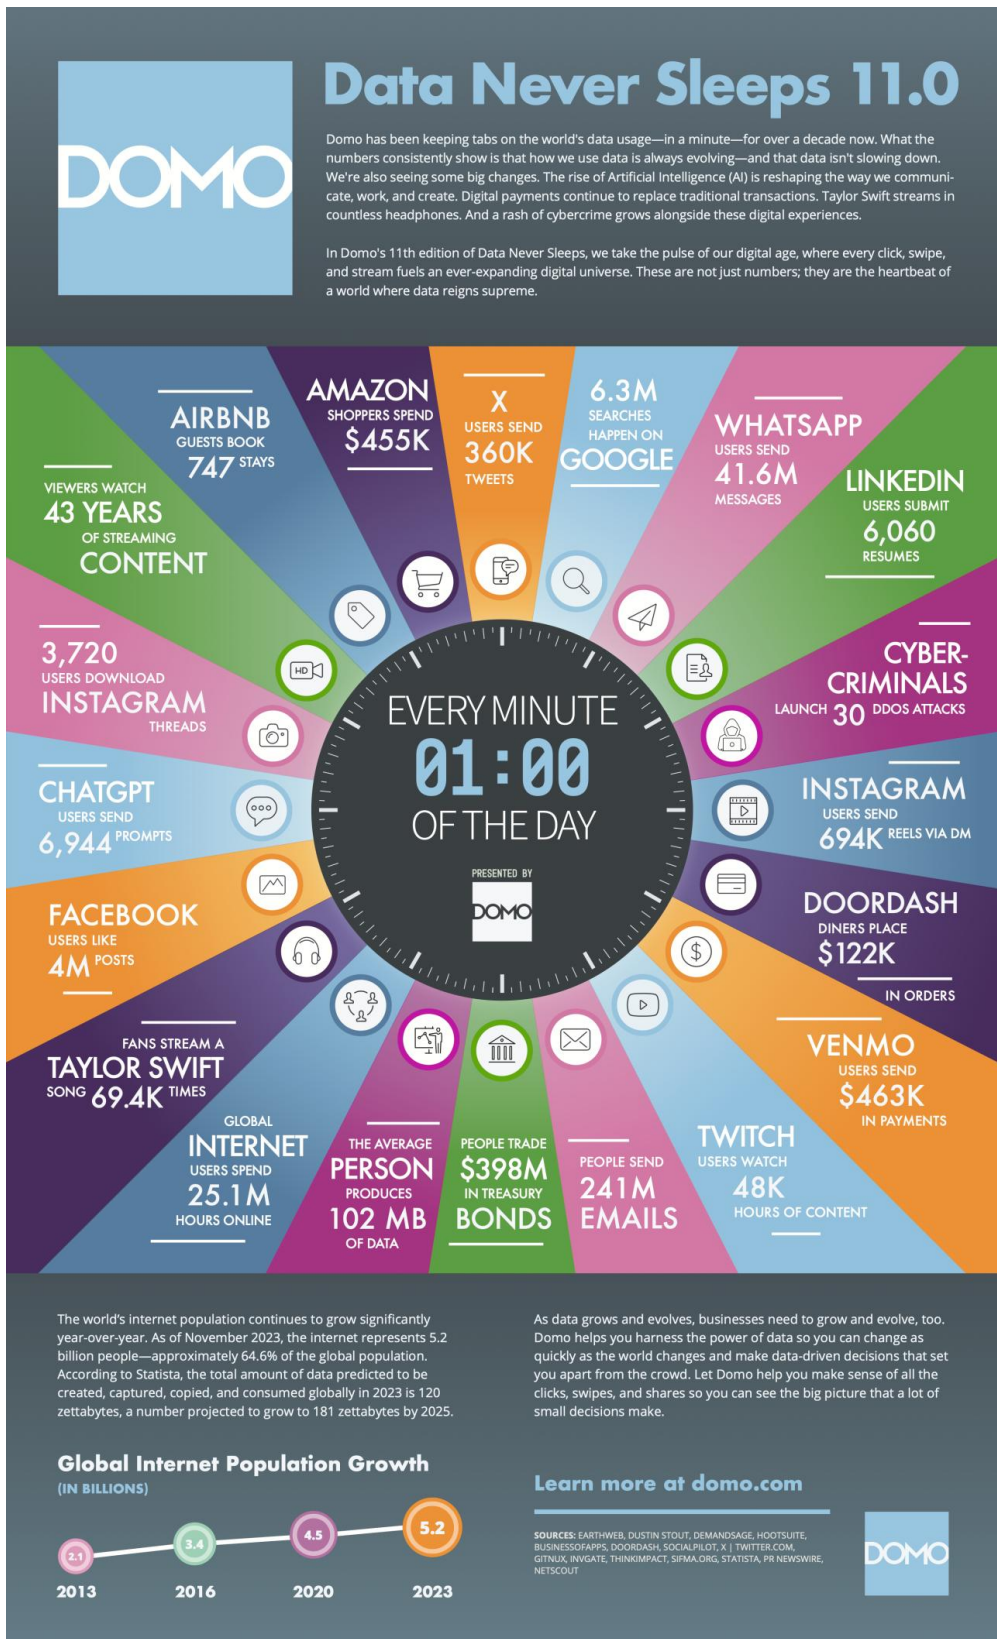 DOMO
Data Never Sleeps 11.0
Domo has been keeping tabs on the world's data usage—in a minute—for over a decade now. What the
numbers consistently show is that how we use data is always evolving—and that data isn't slowing down.
We're also seeing some big changes. The rise of Artificial Intelligence (AI) is reshaping the way we communi-
cate, work, and create. Digital payments continue to replace traditional transactions. Taylor Swift streams in
countless headphones. And a rash of cybercrime grows alongside these digital experiences.
In Domo's 11th edition of Data Never Sleeps, we take the pulse of our digital age, where every click, swipe,
and stream fuels an ever-expanding digital universe. These are not just numbers; they are the heartbeat of
a world where data reigns supreme.
VIEWERS WATCH
43 YEARS
OF STREAMING
CONTENT
AIRBNB
GUESTS BOOK
747 STAYS
AMAZON
SHOPPERS SPEND
$455K
X
USERS SEND
360K
TWEETS
6.3M
SEARCHES
HAPPEN ON
GOOGLE
WHATSAPP
USERS SEND
41.6M
MESSAGES
LINKEDIN
USERS SUBMIT
6,060
RESUMES
CYBER-
CRIMINALS
LAUNCH 30 DDOS ATTACKS
INSTAGRAM
USERS SEND
694K REELS VIA DM
DOORDASH
DINERS PLACE
$122K
IN ORDERS
VENMO
USERS SEND
$463K
IN PAYMENTS
TWITCH
USERS WATCH
48K
HOURS OF CONTENT
PEOPLE SEND
241M
EMAILS
PEOPLE TRADE
$398M
IN TREASURY
BONDS
THE AVERAGE
PERSON
PRODUCES
102 MB
OF DATA
GLOBAL
INTERNET
USERS SPEND
25.1M
HOURS ONLINE
FANS STREAM A
TAYLOR SWIFT
SONG 69.4K TIMES
FACEBOOK
USERS LIKE
4M POSTS
CHATGPT
USERS SEND
6,944 PROMPTS
3,720
USERS DOWNLOAD
INSTAGRAM
THREADS
HD
EVERY MINUTE
01:00
OF THE DAY
PRESENTED BY
DOMO
The world's internet population continues to grow significantly
year-over-year. As of November 2023, the internet represents 5.2
billion people—approximately 64.6% of the global population.
According to Statista, the total amount of data predicted to be
created, captured, copied, and consumed globally in 2023 is 120
zettabytes, a number projected to grow to 181 zettabytes by 2025.
As data grows and evolves, businesses need to grow and evolve, too.
Domo helps you harness the power of data so you can change as
quickly as the world changes and make data-driven decisions that set
you apart from the crowd. Let Domo help you make sense of all the
clicks, swipes, and shares so you can see the big picture that a lot of
small decisions make.
Global Internet Population Growth
(IN BILLIONS)
2.1
3.4
4.5
5.2
2013
2016
2020
2023
Learn more at domo.com
SOURCES: EARTHWEB, DUSTIN STOUT, DEMANDSAGE, HOOTSUITE,
BUSINESSOFAPPS, DOORDASH, SOCIALPILOT, X | TWITTER.COM,
GITNUX, INVGATE, THINKIMPACT, SIFMA.ORG, STATISTA, PR NEWSWIRE,
NETSCOUT
DOMO